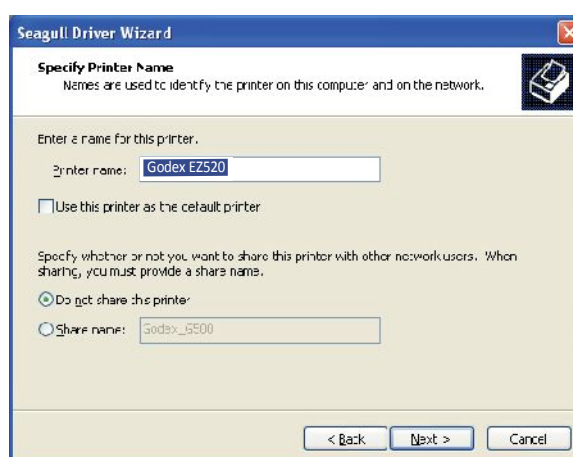 Seagull Driver Wizard
Specify Printer Name
Names are used to identify the printer on this computer and on the network.
Enter a name for this printer.
Printer name: Godex EZ520
Use this printer as the default printer
Specify whether or not you want to share this printer with other network users. When
sharing, you must provide a share name.
Do not share this printer
Share name: Godex_G500
< Back Next > Cancel